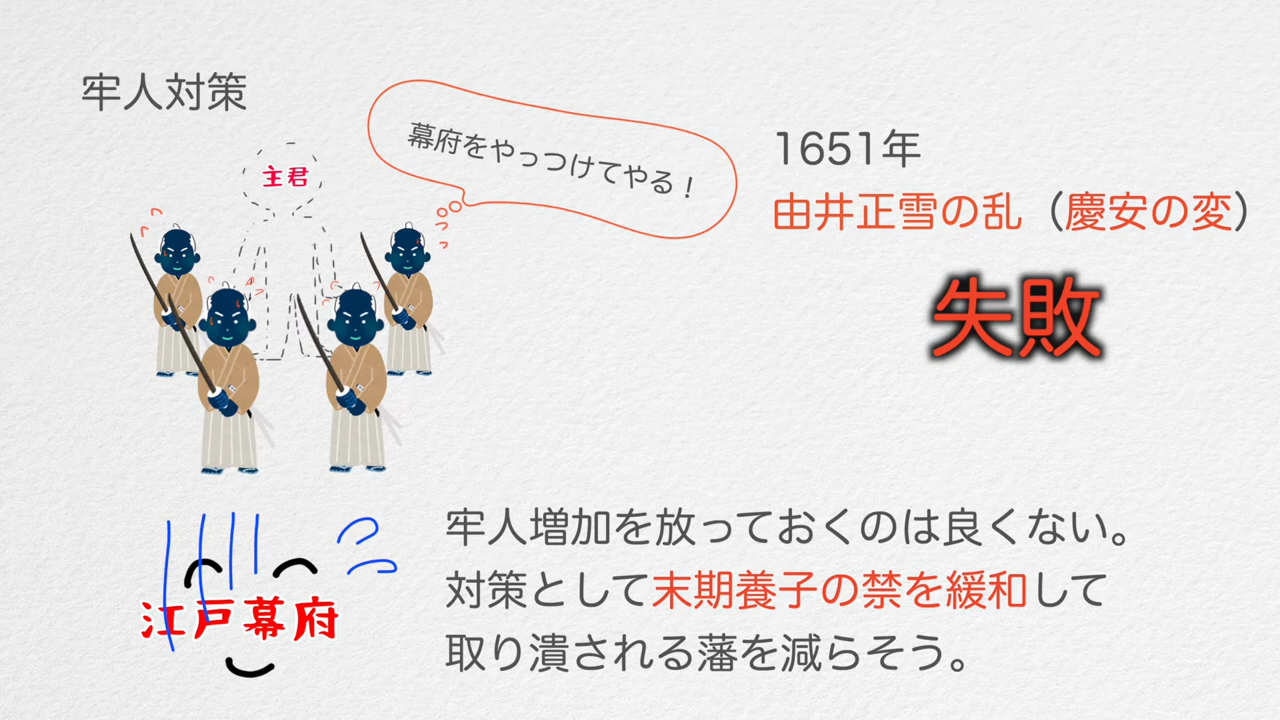 牢人対策
主君
幕府をやっつけてやる！
1651年
由井正雪の乱（慶安の変）
失敗
江戸幕府
牢人増加を放っておくのは良くない。
対策として末期養子の禁を緩和して
取り潰される藩を減らそう。